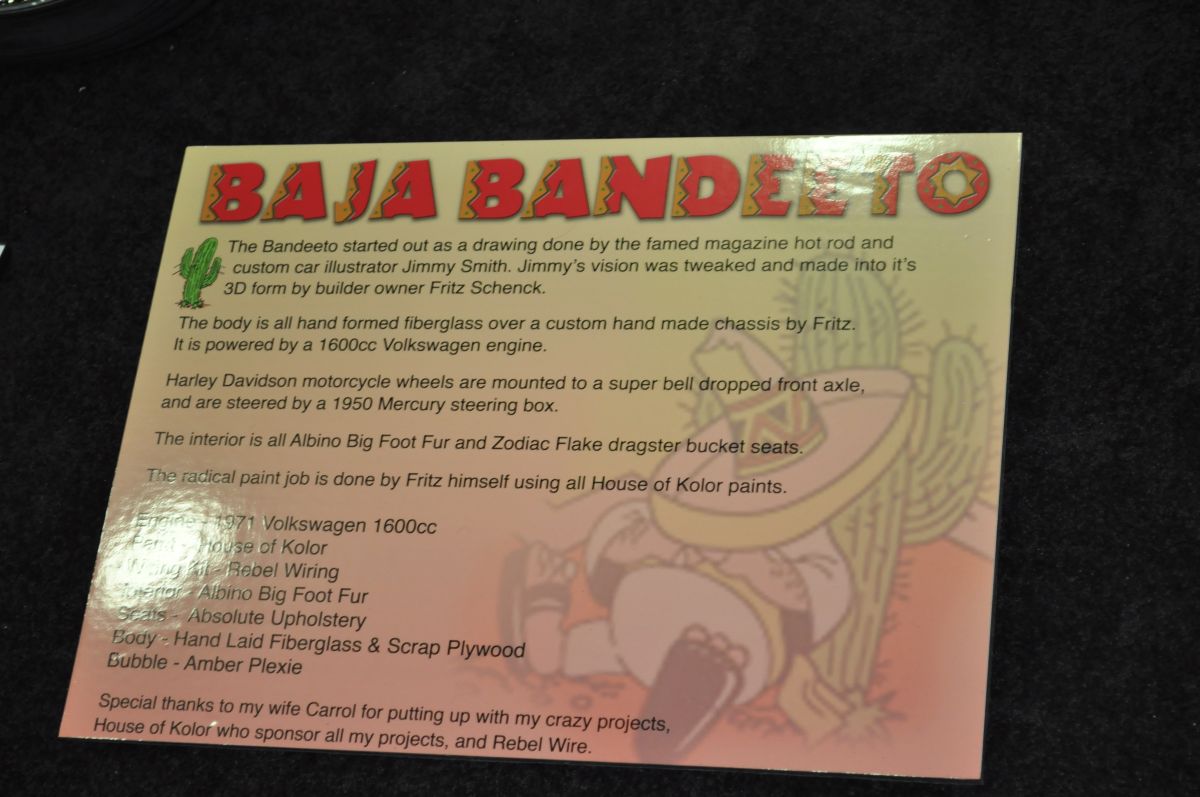 BAJA BANDEETO
The Bandeeto started out as a drawing done by the famed magazine hot rod and
custom car illustrator Jimmy Smith. Jimmy's vision was tweaked and made into it's
3D form by builder owner Fritz Schenck.
The body is all hand formed fiberglass over a custom hand made chassis by Fritz.
It is powered by a 1600cc Volkswagen engine.
Harley Davidson motorcycle wheels are mounted to a super bell dropped front axle,
and are steered by a 1950 Mercury steering box.
The interior is all Albino Big Foot Fur and Zodiac Flake dragster bucket seats.
The radical paint job is done by Fritz himself using all House of Kolor paints.
Engine - 1971 Volkswagen 1600cc
Paint - House of Kolor
Wiring Kit - Rebel Wiring
Interior - Albino Big Foot Fur
Seats - Absolute Upholstery
Body - Hand Laid Fiberglass & Scrap Plywood
Bubble - Amber Plexie
Special thanks to my wife Carrol for putting up with my crazy projects,
House of Kolor who sponsor all my projects, and Rebel Wire.